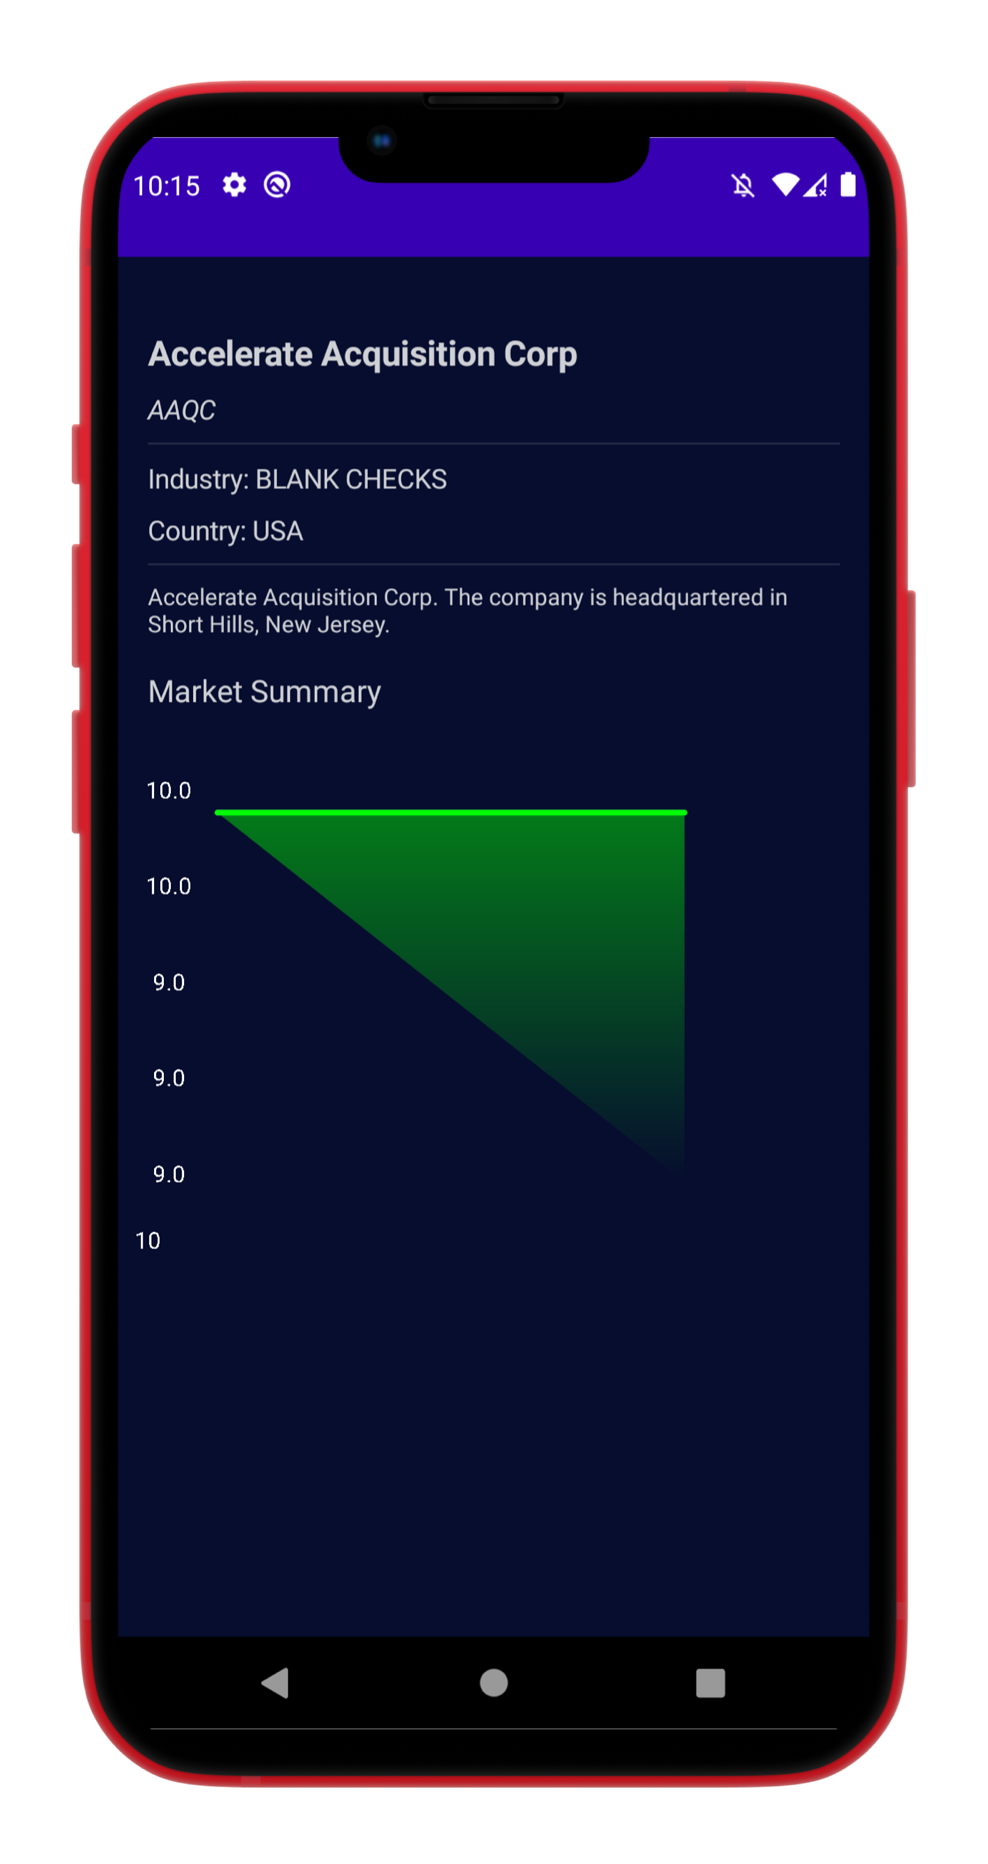 10:15
Accelerate Acquisition Corp
AAQC
Industry: BLANK CHECKS
Country: USA
Accelerate Acquisition Corp. The company is headquartered in
Short Hills, New Jersey.
Market Summary
10.0
10.0
9.0
9.0
9.0
10